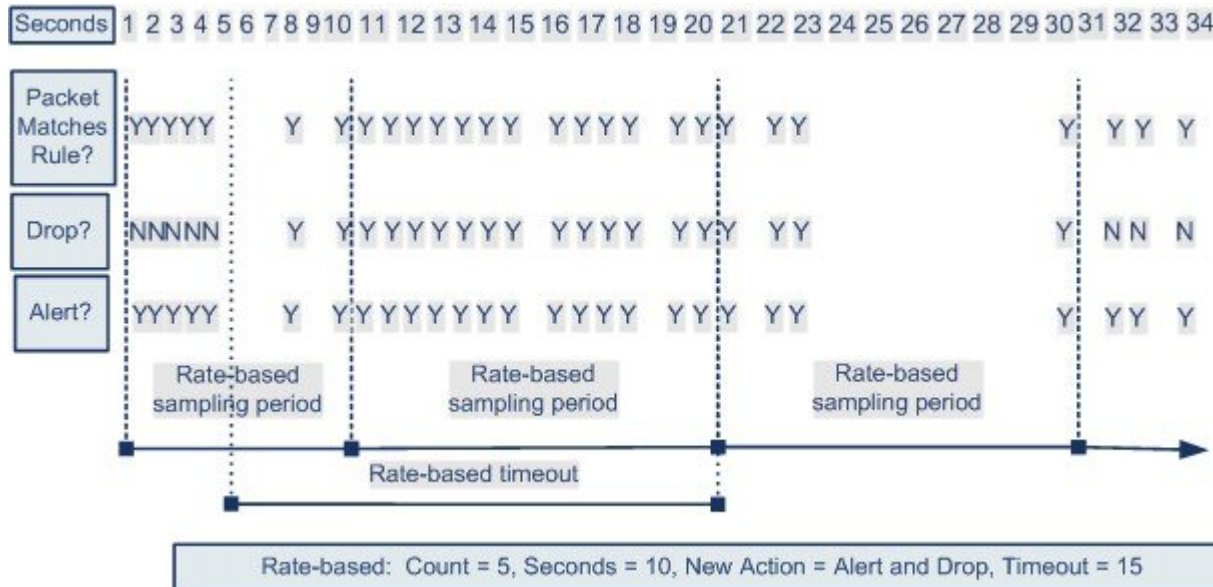 Seconds 1 2 3 4 5 6 7 8 9 10 11 12 13 14 15 16 17 18 19 20 21 22 23 24 25 26 27 28 29 30 31 32 33 34
Packet
Matches
Rule?
YYYYY Y Y Y Y Y Y Y Y Y Y Y Y Y Y Y Y Y Y Y Y Y Y
Drop?
NNNNN Y Y Y Y Y Y Y Y Y Y Y Y Y Y Y Y Y Y Y N N N
Alert?
YYYYY Y Y Y Y Y Y Y Y Y Y Y Y Y Y Y Y Y Y Y Y Y Y
Rate-based
sampling period
Rate-based
sampling period
Rate-based
sampling period
Rate-based timeout
Rate-based: Count = 5, Seconds = 10, New Action = Alert and Drop, Timeout = 15